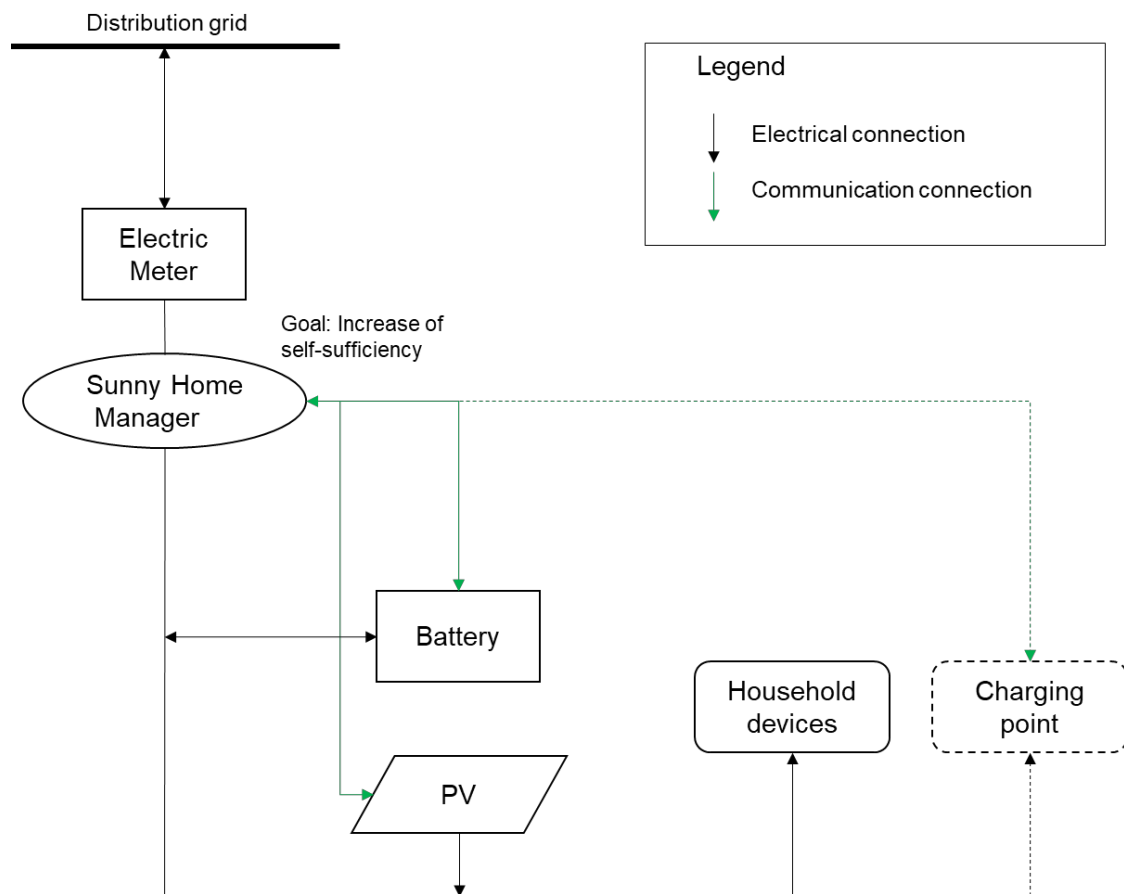 Distribution grid
Legend
Electrical connection
Communication connection
Electric
Meter
Goal: Increase of
self-sufficiency
Sunny Home
Manager
Battery
Household
devices
Charging
point
PV